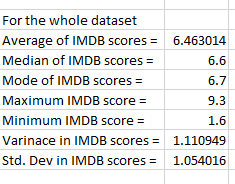 For the whole dataset
Average of IMDB scores = 6.463014
Median of IMDB scores = 6.6
Mode of IMDB scores = 6.7
Maximum IMDB score = 9.3
Minimum IMDB score = 1.6
Varinace in IMDB scores = 1.110949
Std. Dev in IMDB scores = 1.054016